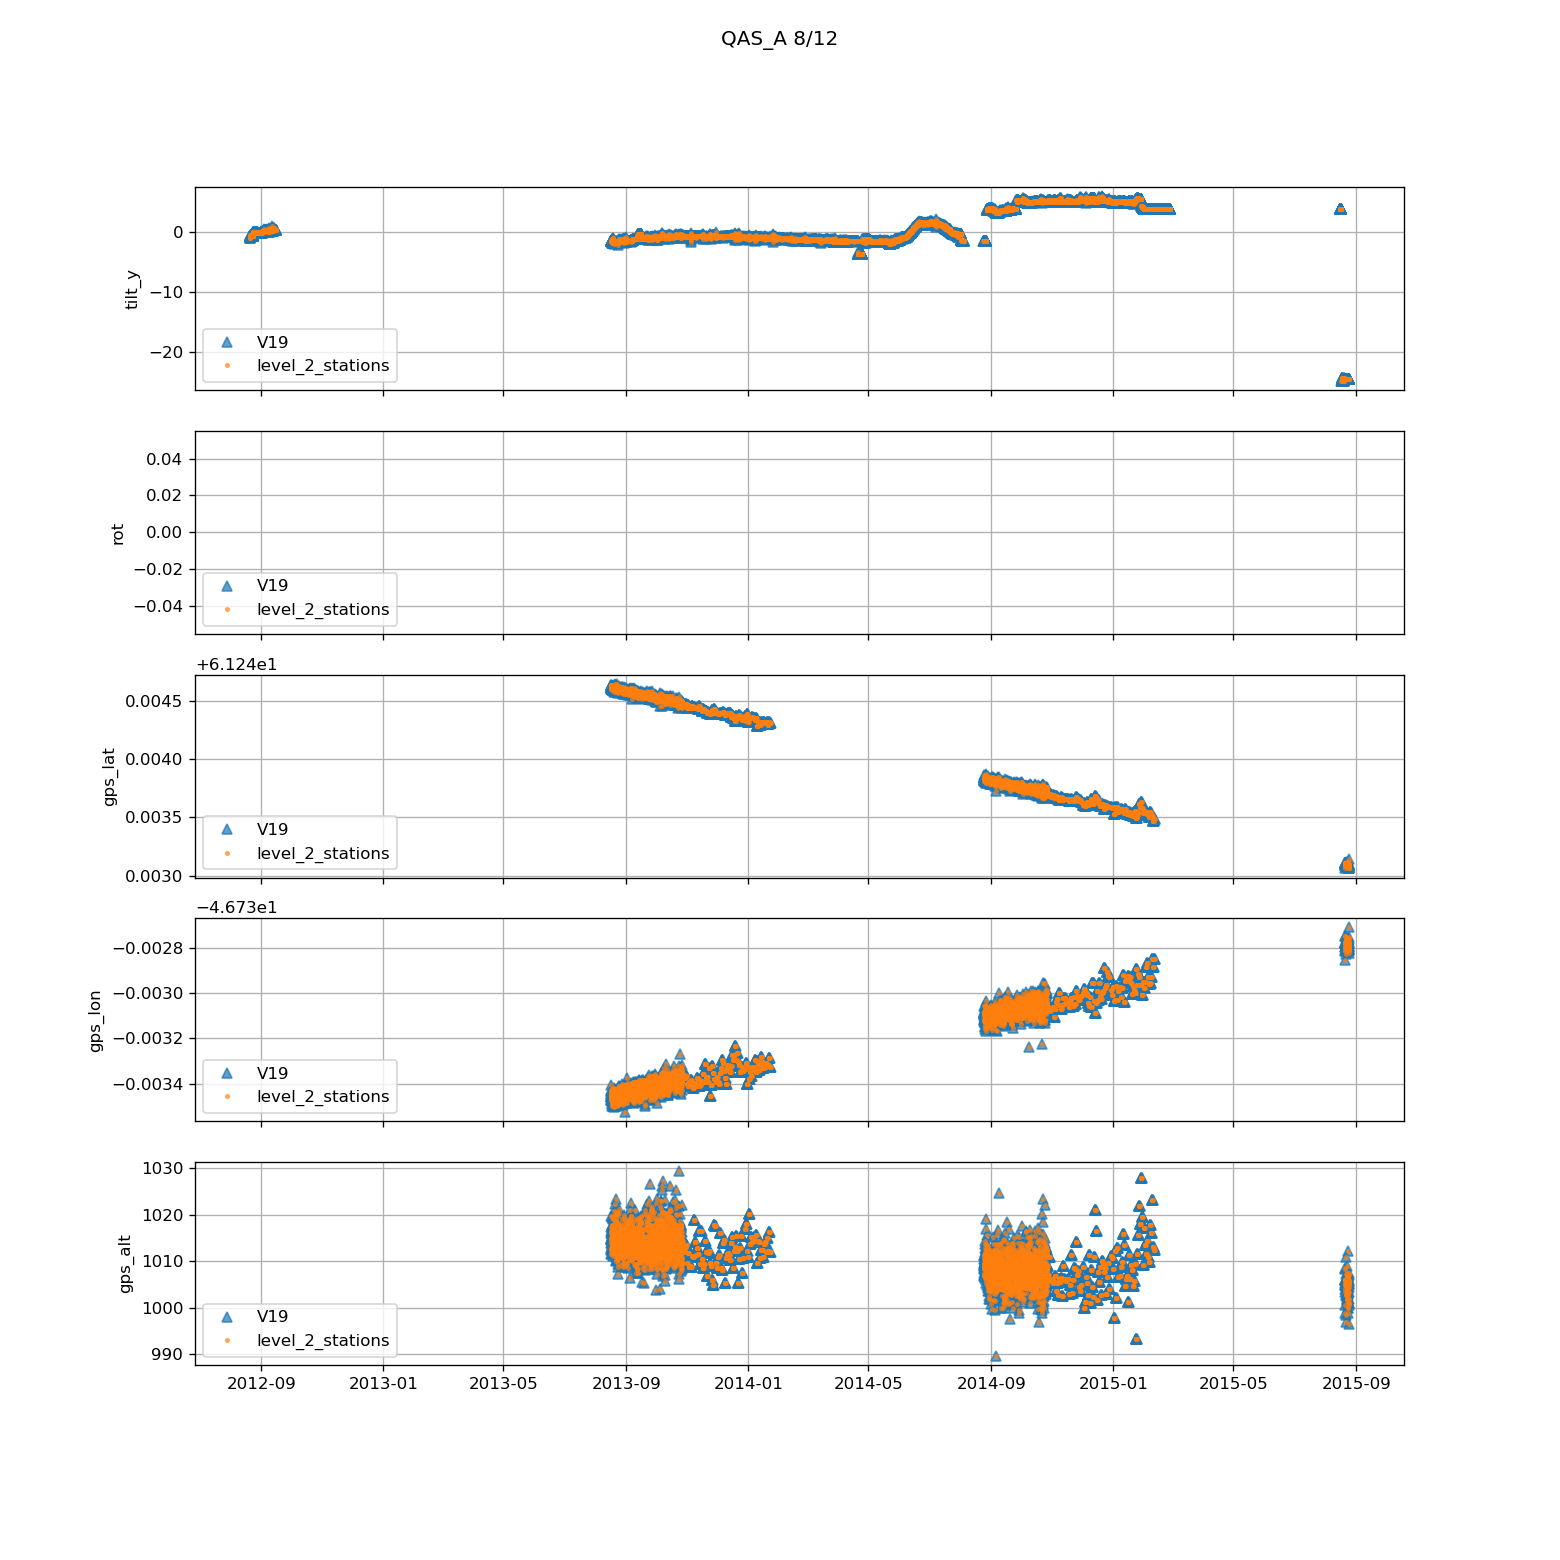 QAS_A 8/12
0
−10
−20
tilt_y
V19
level_2_stations
0.04
0.02
0.00
−0.02
−0.04
rot
V19
level_2_stations
+6.124e1
0.0045
0.0040
0.0035
0.0030
gps_lat
V19
level_2_stations
−4.673e1
−0.0028
−0.0030
−0.0032
−0.0034
gps_lon
V19
level_2_stations
1030
1020
1010
1000
990
gps_alt
V19
level_2_stations
2012-09 2013-01 2013-05 2013-09 2014-01 2014-05 2014-09 2015-01 2015-05 2015-09